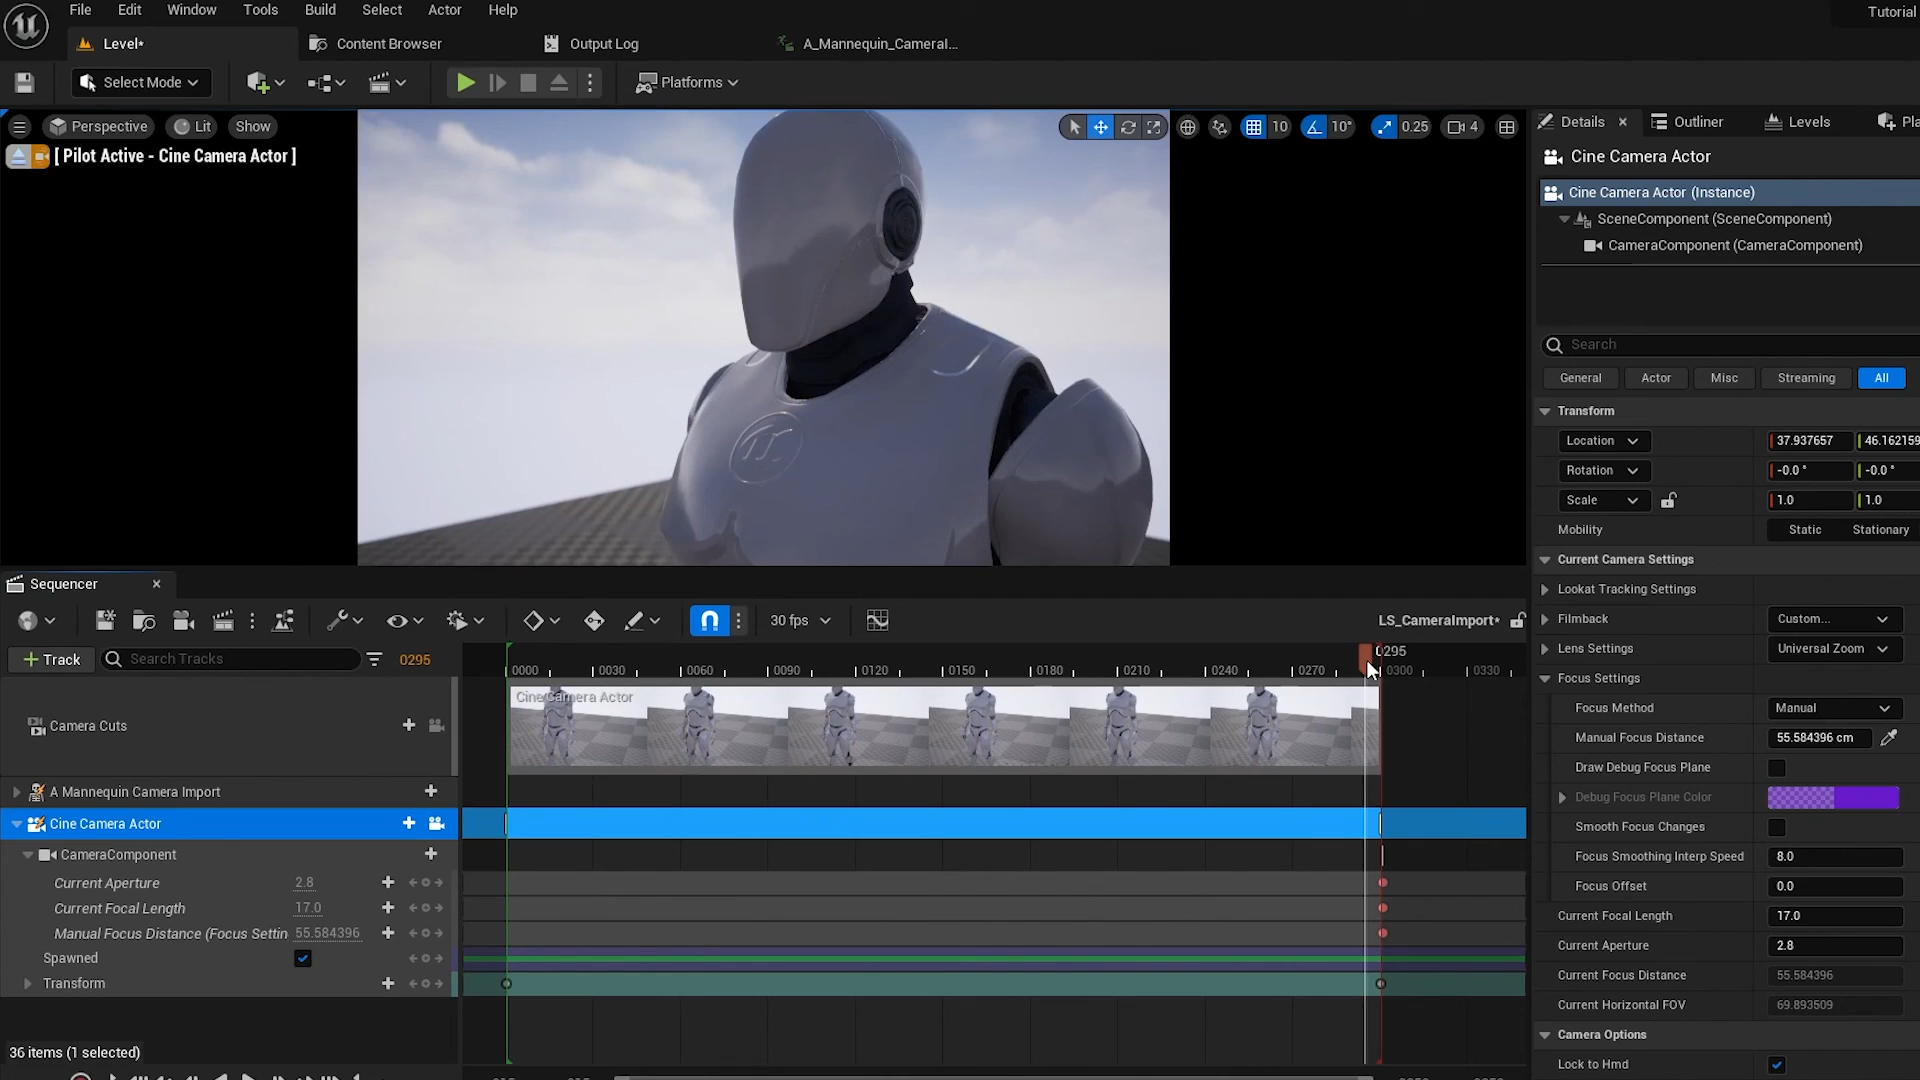 File Edit Window Tools Build Select Actor Help
Tutorial
Level* Content Browser Output Log A_Mannequin_CameraI...
Select Mode Platforms
Perspective Lit Show 10 10° 0.25 4
[ Pilot Active - Cine Camera Actor ]
Details Outliner Levels Pla
Cine Camera Actor
Cine Camera Actor (Instance)
SceneComponent (SceneComponent)
CameraComponent (CameraComponent)
Search
General Actor Misc Streaming All
Transform
Location 37.937657 46.162159
Rotation -0.0 ° -0.0 °
Scale 1.0 1.0
Mobility Static Stationary
Current Camera Settings
Lookat Tracking Settings
Filmback Custom...
Lens Settings Universal Zoom
Focus Settings
Focus Method Manual
Manual Focus Distance 55.584396 cm
Draw Debug Focus Plane
Debug Focus Plane Color
Smooth Focus Changes
Focus Smoothing Interp Speed 8.0
Focus Offset 0.0
Current Focal Length 17.0
Current Aperture 2.8
Current Focus Distance 55.584396
Current Horizontal FOV 69.893509
Camera Options
Lock to Hmd
Sequencer
30 fps LS_CameraImport*
Track Search Tracks 0295
0295
0000 0030 0060 0090 0120 0150 0180 0210 0240 0270 0300 0330
Cine Camera Actor
Camera Cuts
A Mannequin Camera Import
Cine Camera Actor
CameraComponent
Current Aperture 2.8
Current Focal Length 17.0
Manual Focus Distance (Focus Settin 55.584396
Spawned
Transform
36 items (1 selected)